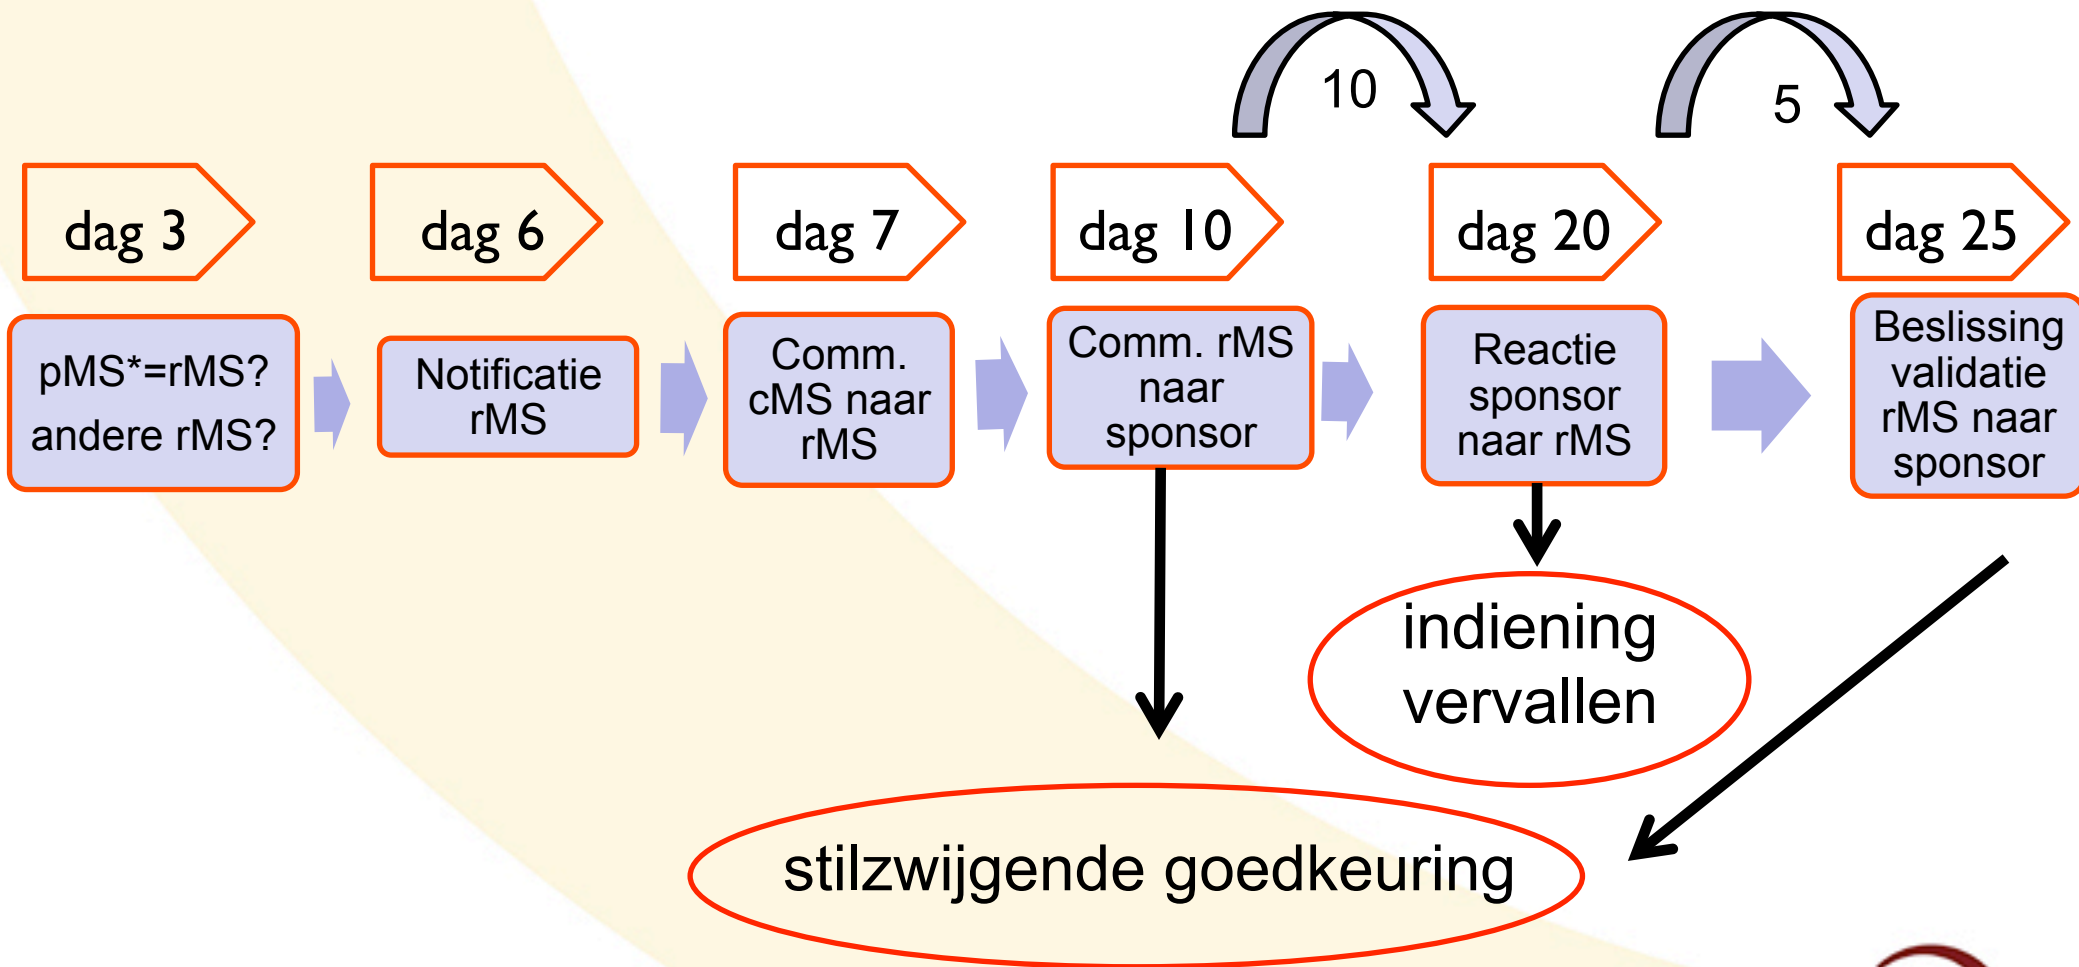 10
5
dag 3
dag 6
dag 7
dag 10
dag 20
dag 25
pMS*=rMS?
andere rMS?
Notificatie
rMS
Comm.
cMS naar
rMS
Comm. rMS
naar
sponsor
Reactie
sponsor
naar rMS
Beslissing
validatie
rMS naar
sponsor
indiening
vervallen
stilzwijgende goedkeuring